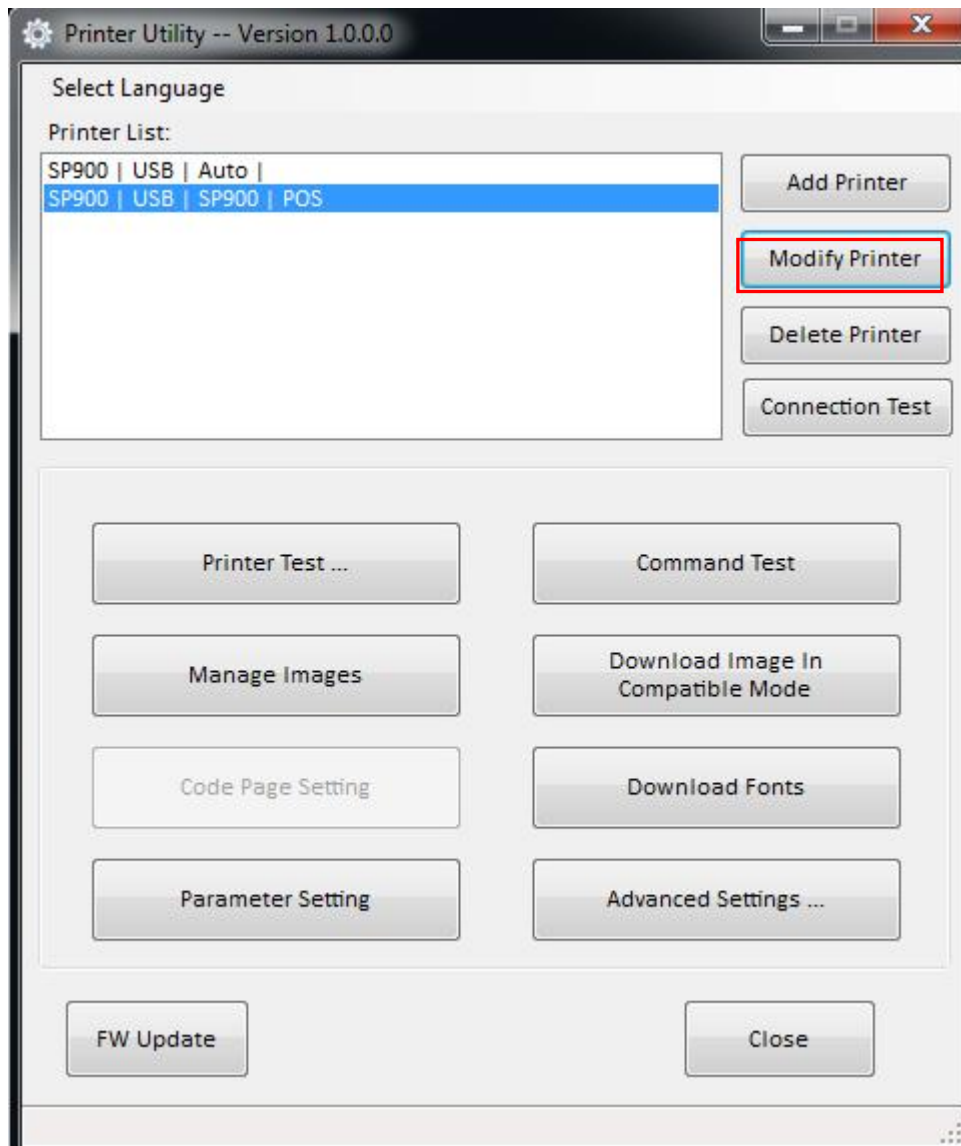 Printer Utility -- Version 1.0.0.0
Select Language
Printer List:
SP900 | USB | Auto |
SP900 | USB | SP900 | POS
Add Printer
Modify Printer
Delete Printer
Connection Test
Printer Test ...
Command Test
Manage Images
Download Image In
Compatible Mode
Code Page Setting
Download Fonts
Parameter Setting
Advanced Settings ...
FW Update
Close